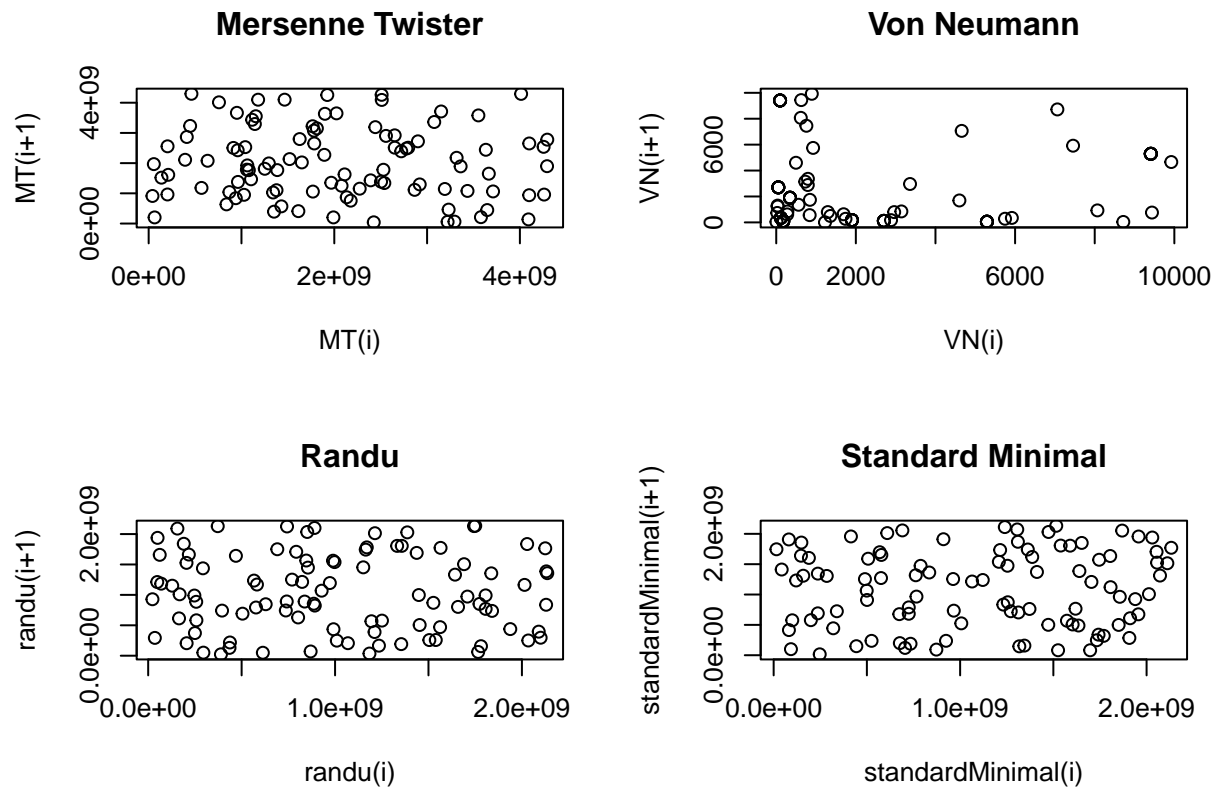 Mersenne Twister
MT(i+1)
0e+00 4e+09
0e+00 2e+09 4e+09
MT(i)
Von Neumann
VN(i+1)
0 6000
0 2000 6000 10000
VN(i)
Randu
randu(i+1)
0.0e+00 2.0e+09
0.0e+00 1.0e+09 2.0e+09
randu(i)
Standard Minimal
standardMinimal(i+1)
0.0e+00 2.0e+09
0.0e+00 1.0e+09 2.0e+09
standardMinimal(i)